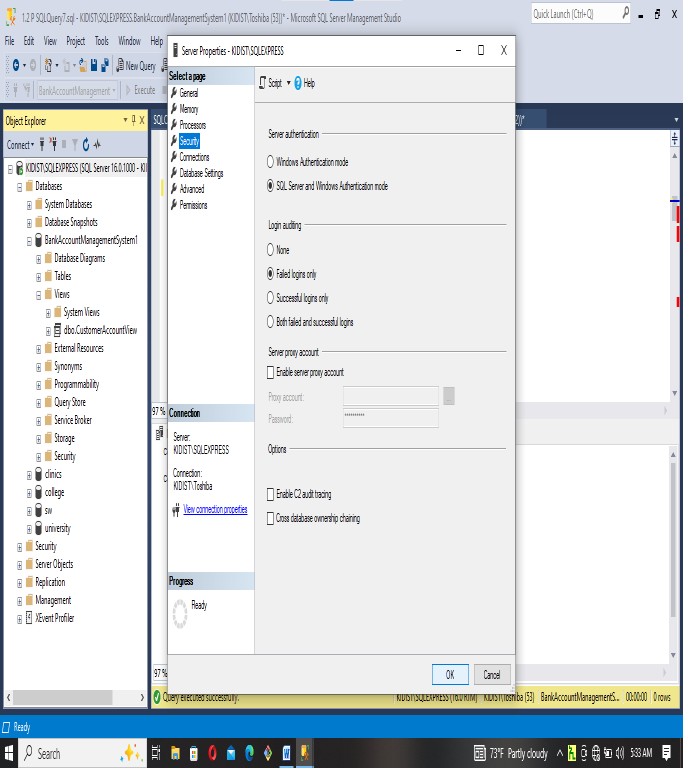 1.2 P SQLQuery7.sql - KIDIST\SQLEXPRESS.BankAccountManagementSystem1 (KIDIST\Toshiba (53))* - Microsoft SQL Server Management Studio
Quick Launch (Ctrl+Q)
File Edit View Project Tools Window Help
New Query
BankAccountManagement
Execute
Object Explorer
Connect
KIDIST\SQLEXPRESS (SQL Server 16.0.1000 - KI
Databases
System Databases
Database Snapshots
BankAccountManagementSystem1
Database Diagrams
Tables
Views
System Views
dbo.CustomerAccountView
External Resources
Synonyms
Programmability
Query Store
Service Broker
Storage
Security
clinics
college
sw
university
Security
Server Objects
Replication
Management
XEvent Profiler
SQLC
))*
97 %
97 %
Server Properties - KIDIST\SQLEXPRESS
Select a page
General
Memory
Processors
Security
Connections
Database Settings
Advanced
Permissions
Connection
Server:
KIDIST\SQLEXPRESS
Connection:
KIDIST\Toshiba
View connection properties
Progress
Ready
Script Help
Server authentication
Windows Authentication mode
SQL Server and Windows Authentication mode
Login auditing
None
Failed logins only
Successful logins only
Both failed and successful logins
Server proxy account
Enable server proxy account
Proxy account:
...
Password:
**********
Options
Enable C2 audit tracing
Cross database ownership chaining
OK Cancel
Query executed successfully.
KIDIST\SQLEXPRESS (16.0 RTM) KIDIST\Toshiba (53) BankAccountManagementS... 00:00:00 0 rows
Ready
Search
73°F Partly cloudy
5:33 AM